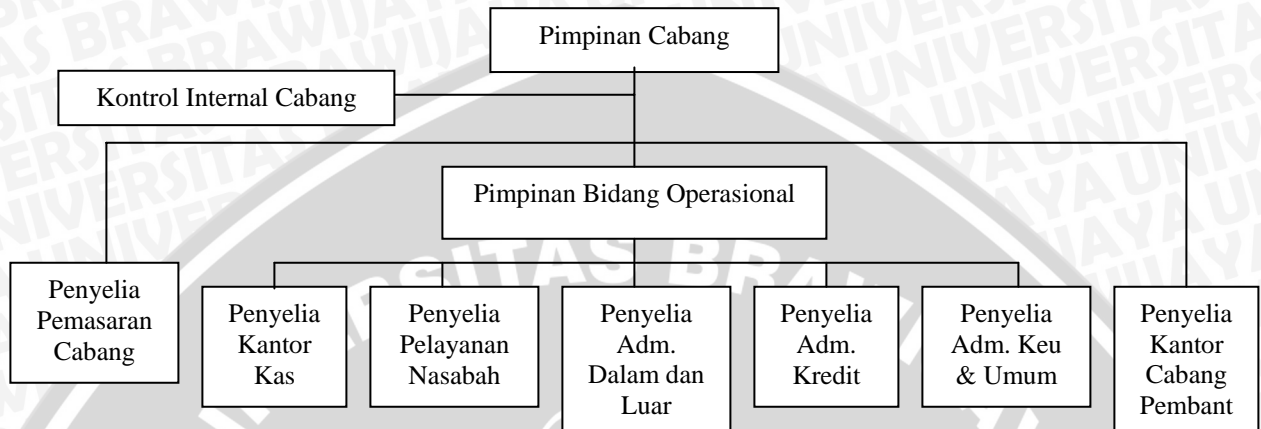 Pimpinan Cabang
Kontrol Internal Cabang
Pimpinan Bidang Operasional
Penyelia
Pemasaran
Cabang
Penyelia
Kantor
Kas
Penyelia
Pelayanan
Nasabah
Penyelia
Adm.
Dalam dan
Luar
Penyelia
Adm.
Kredit
Penyelia
Adm. Keu
& Umum
Penyelia
Kantor
Cabang
Pembant